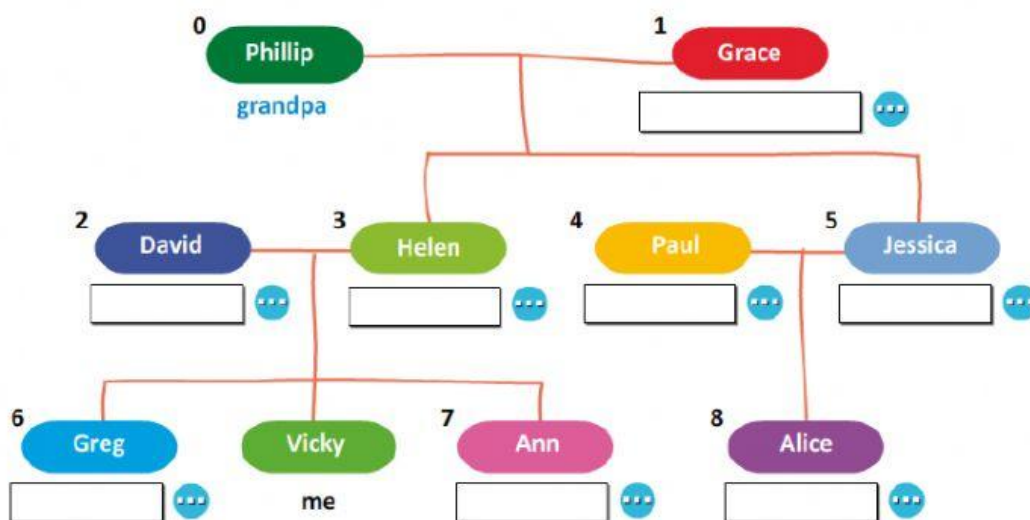 0 Phillip 1 Grace
grandpa
2 David 3 Helen 4 Paul 5 Jessica
6 Greg Vicky 7 Ann 8 Alice
me